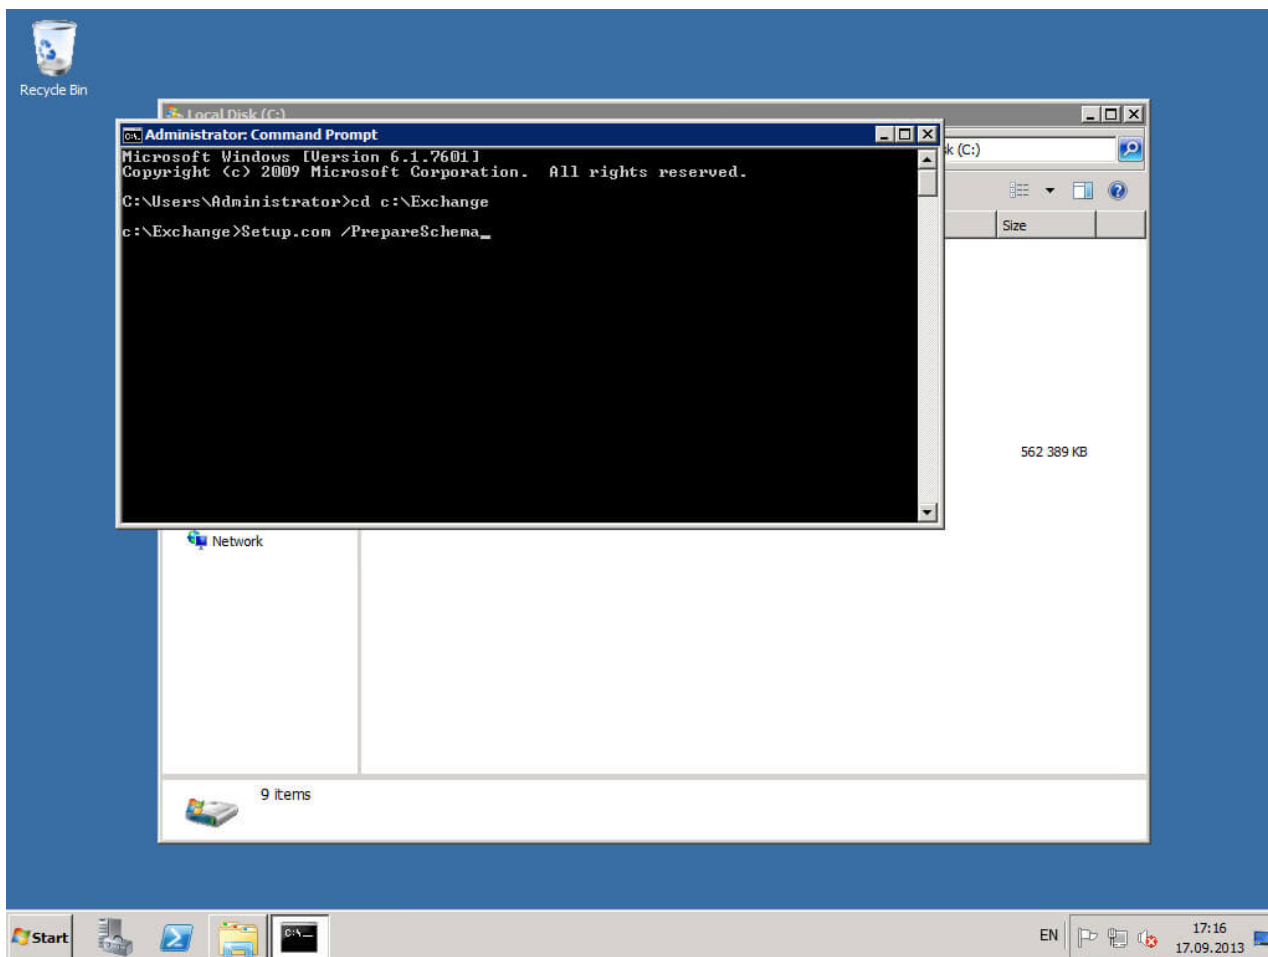 Recycle Bin
Local Disk (C:)
Administrator: Command Prompt
Microsoft Windows [Version 6.1.7601]
Copyright (c) 2009 Microsoft Corporation.  All rights reserved.
C:\Users\Administrator>cd c:\Exchange
c:\Exchange>Setup.com /PrepareSchema_
sk (C:)
Size
562 389 KB
Network
9 items
Start
EN
17:16
17.09.2013